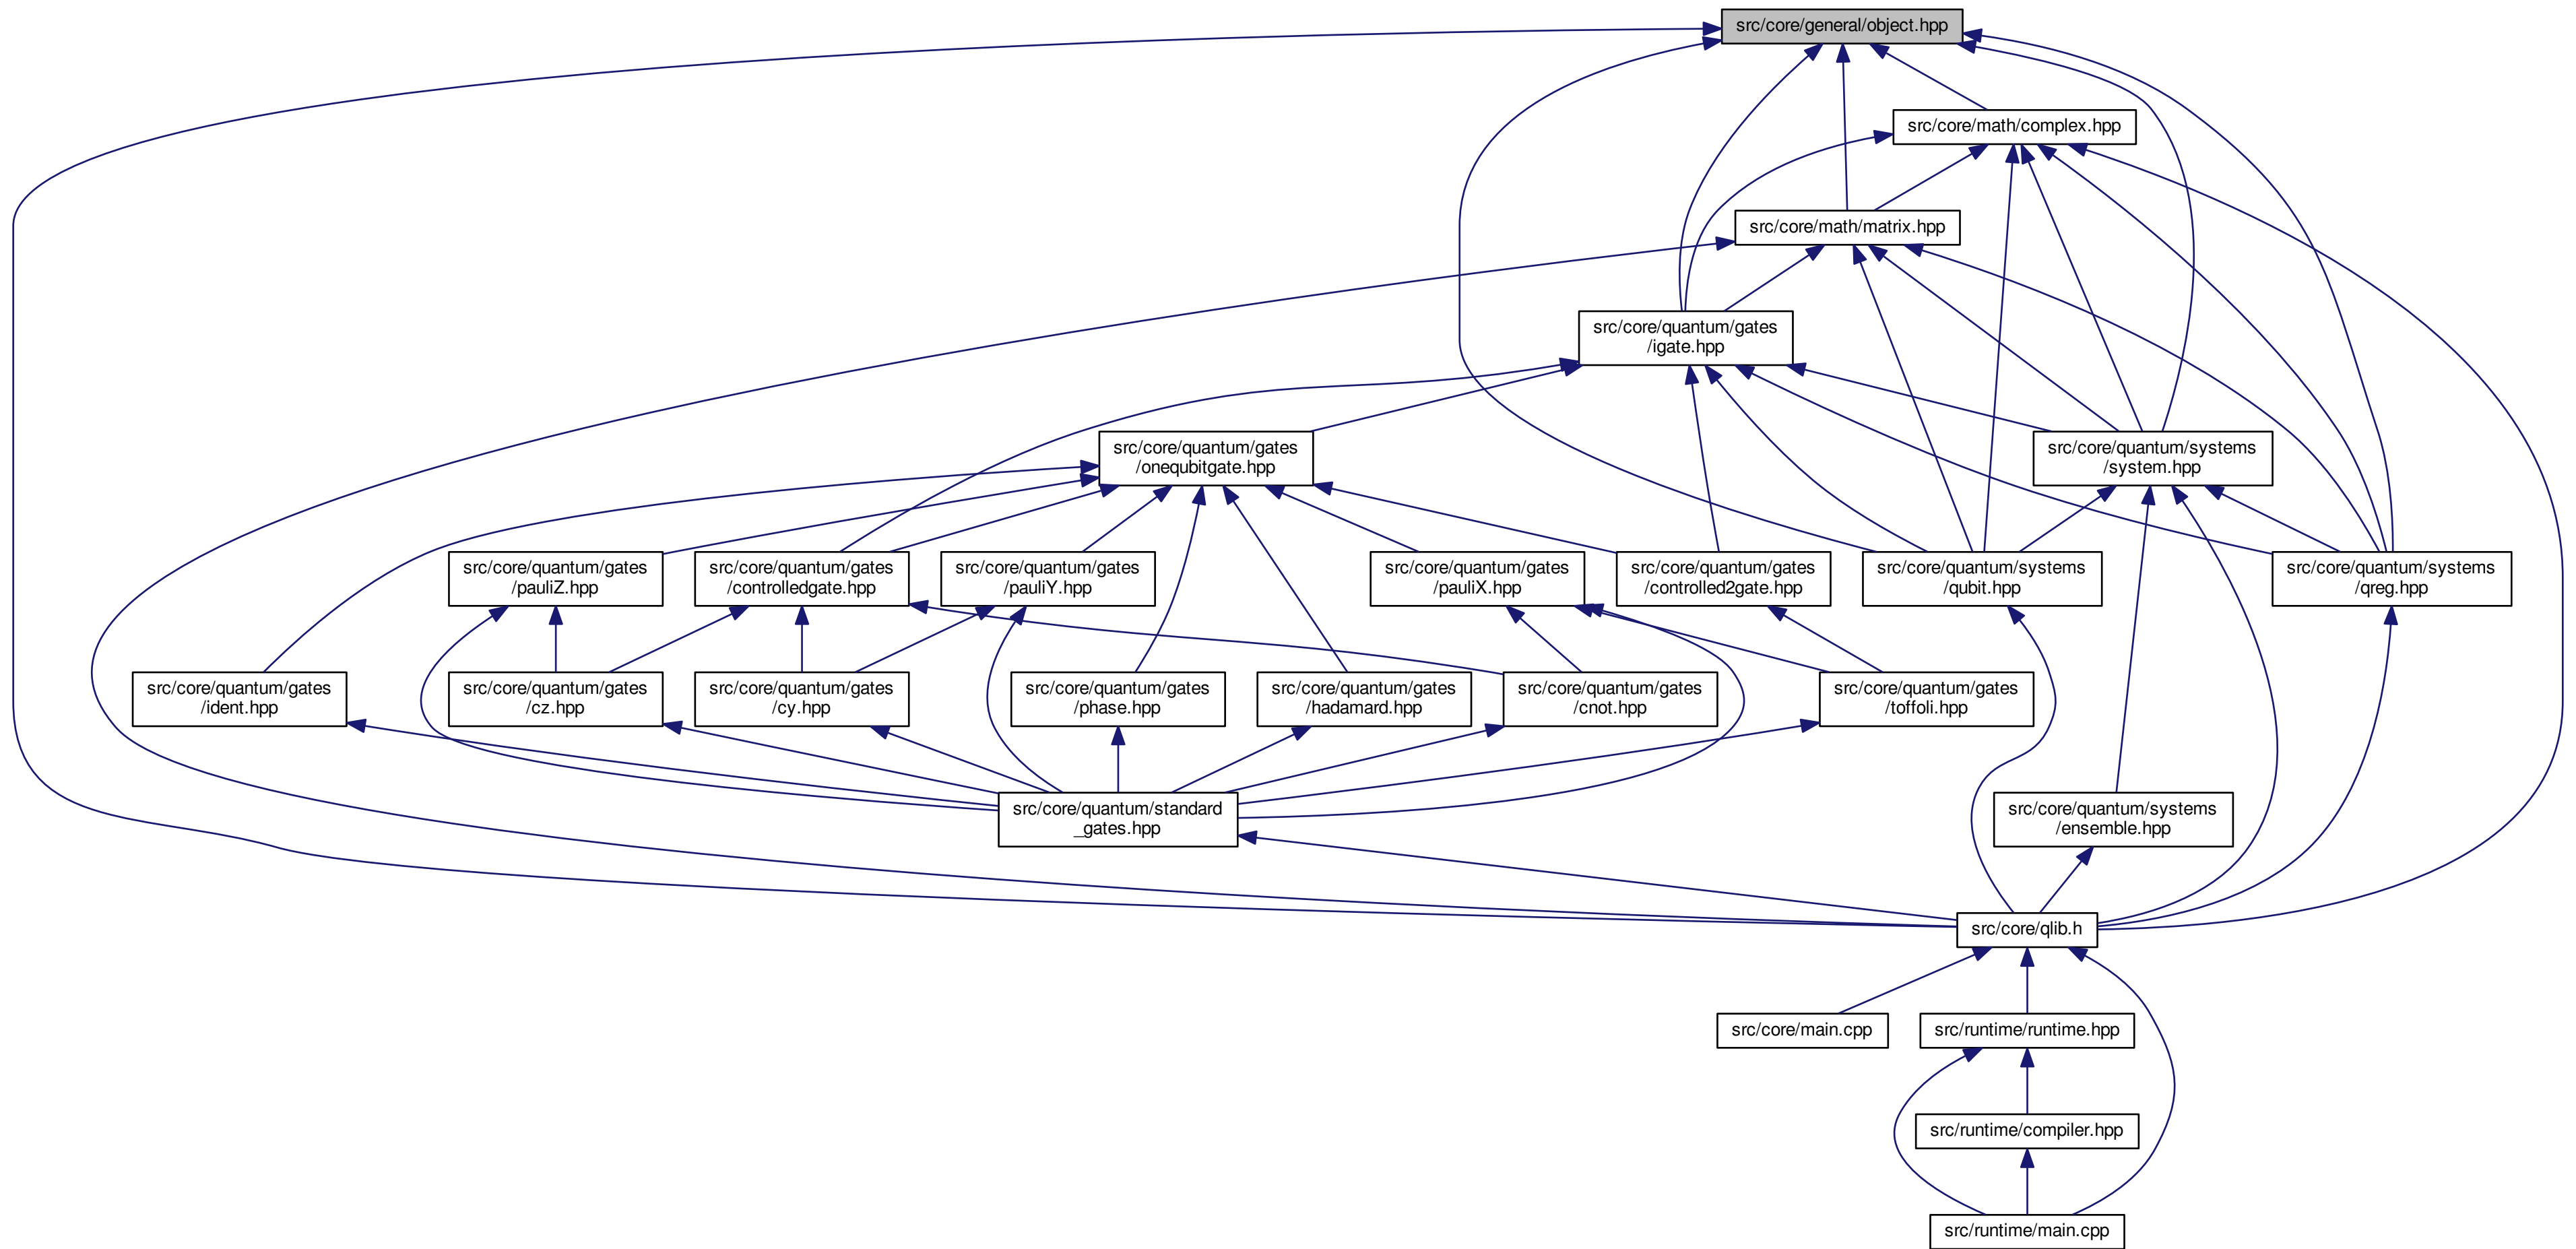 src/core/general/object.hpp
src/core/math/complex.hpp
src/core/math/matrix.hpp
src/core/quantum/gates
/igate.hpp
src/core/quantum/gates
/onequbitgate.hpp
src/core/quantum/systems
/system.hpp
src/core/quantum/gates
/pauliZ.hpp
src/core/quantum/gates
/controlledgate.hpp
src/core/quantum/gates
/pauliY.hpp
src/core/quantum/gates
/pauliX.hpp
src/core/quantum/gates
/controlled2gate.hpp
src/core/quantum/systems
/qubit.hpp
src/core/quantum/systems
/qreg.hpp
src/core/quantum/gates
/ident.hpp
src/core/quantum/gates
/cz.hpp
src/core/quantum/gates
/cy.hpp
src/core/quantum/gates
/phase.hpp
src/core/quantum/gates
/hadamard.hpp
src/core/quantum/gates
/cnot.hpp
src/core/quantum/gates
/toffoli.hpp
src/core/quantum/standard
_gates.hpp
src/core/quantum/systems
/ensemble.hpp
src/core/qlib.h
src/core/main.cpp
src/runtime/runtime.hpp
src/runtime/compiler.hpp
src/runtime/main.cpp